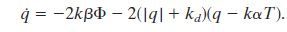 q̇ = −2kβΦ − 2(|q| + k_d)(q − kαT).